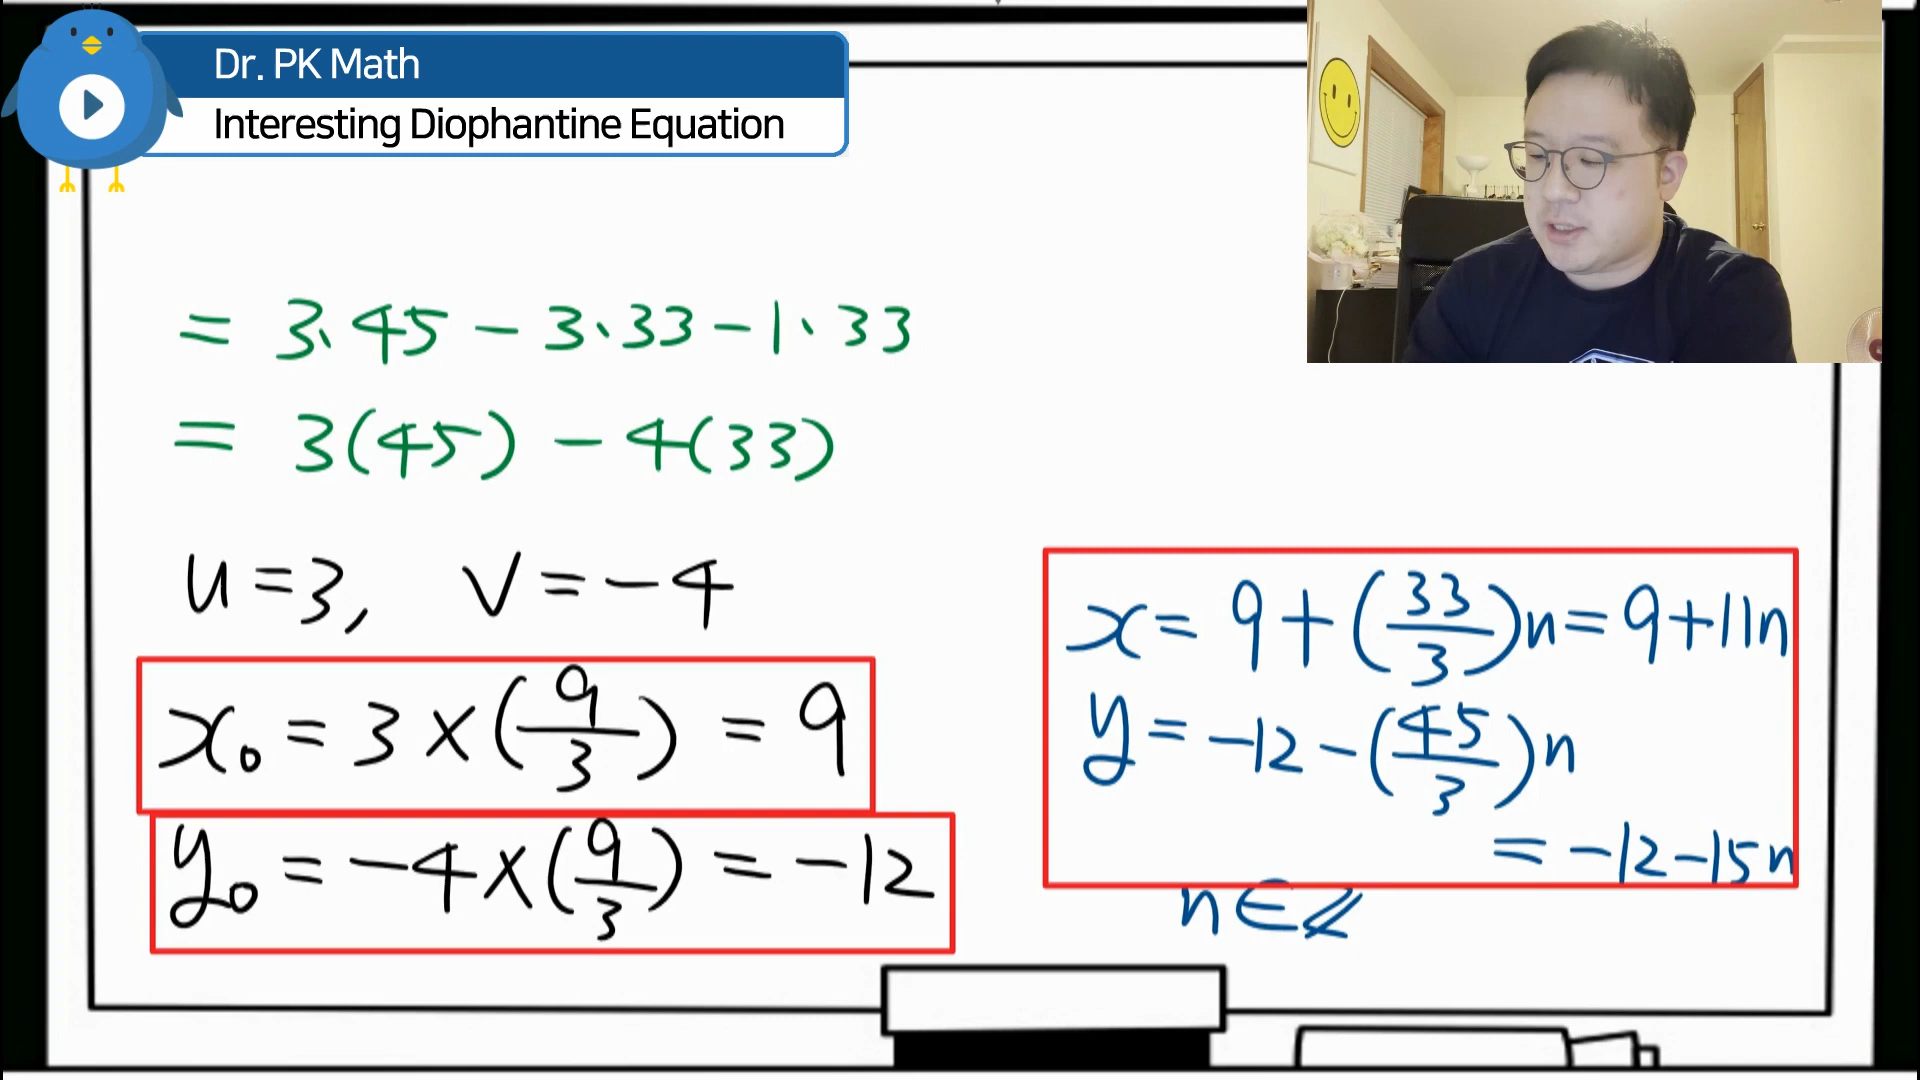 Dr. PK Math
Interesting Diophantine Equation
= 3·45 - 3·33 - 1·33
= 3(45) - 4(33)
u=3, v=-4
x₀ = 3 × (9/3) = 9
y₀ = -4 × (9/3) = -12
x = 9 + (33/3)n = 9 + 11n
y = -12 - (45/3)n
= -12 - 15n
n ∈ ℤ